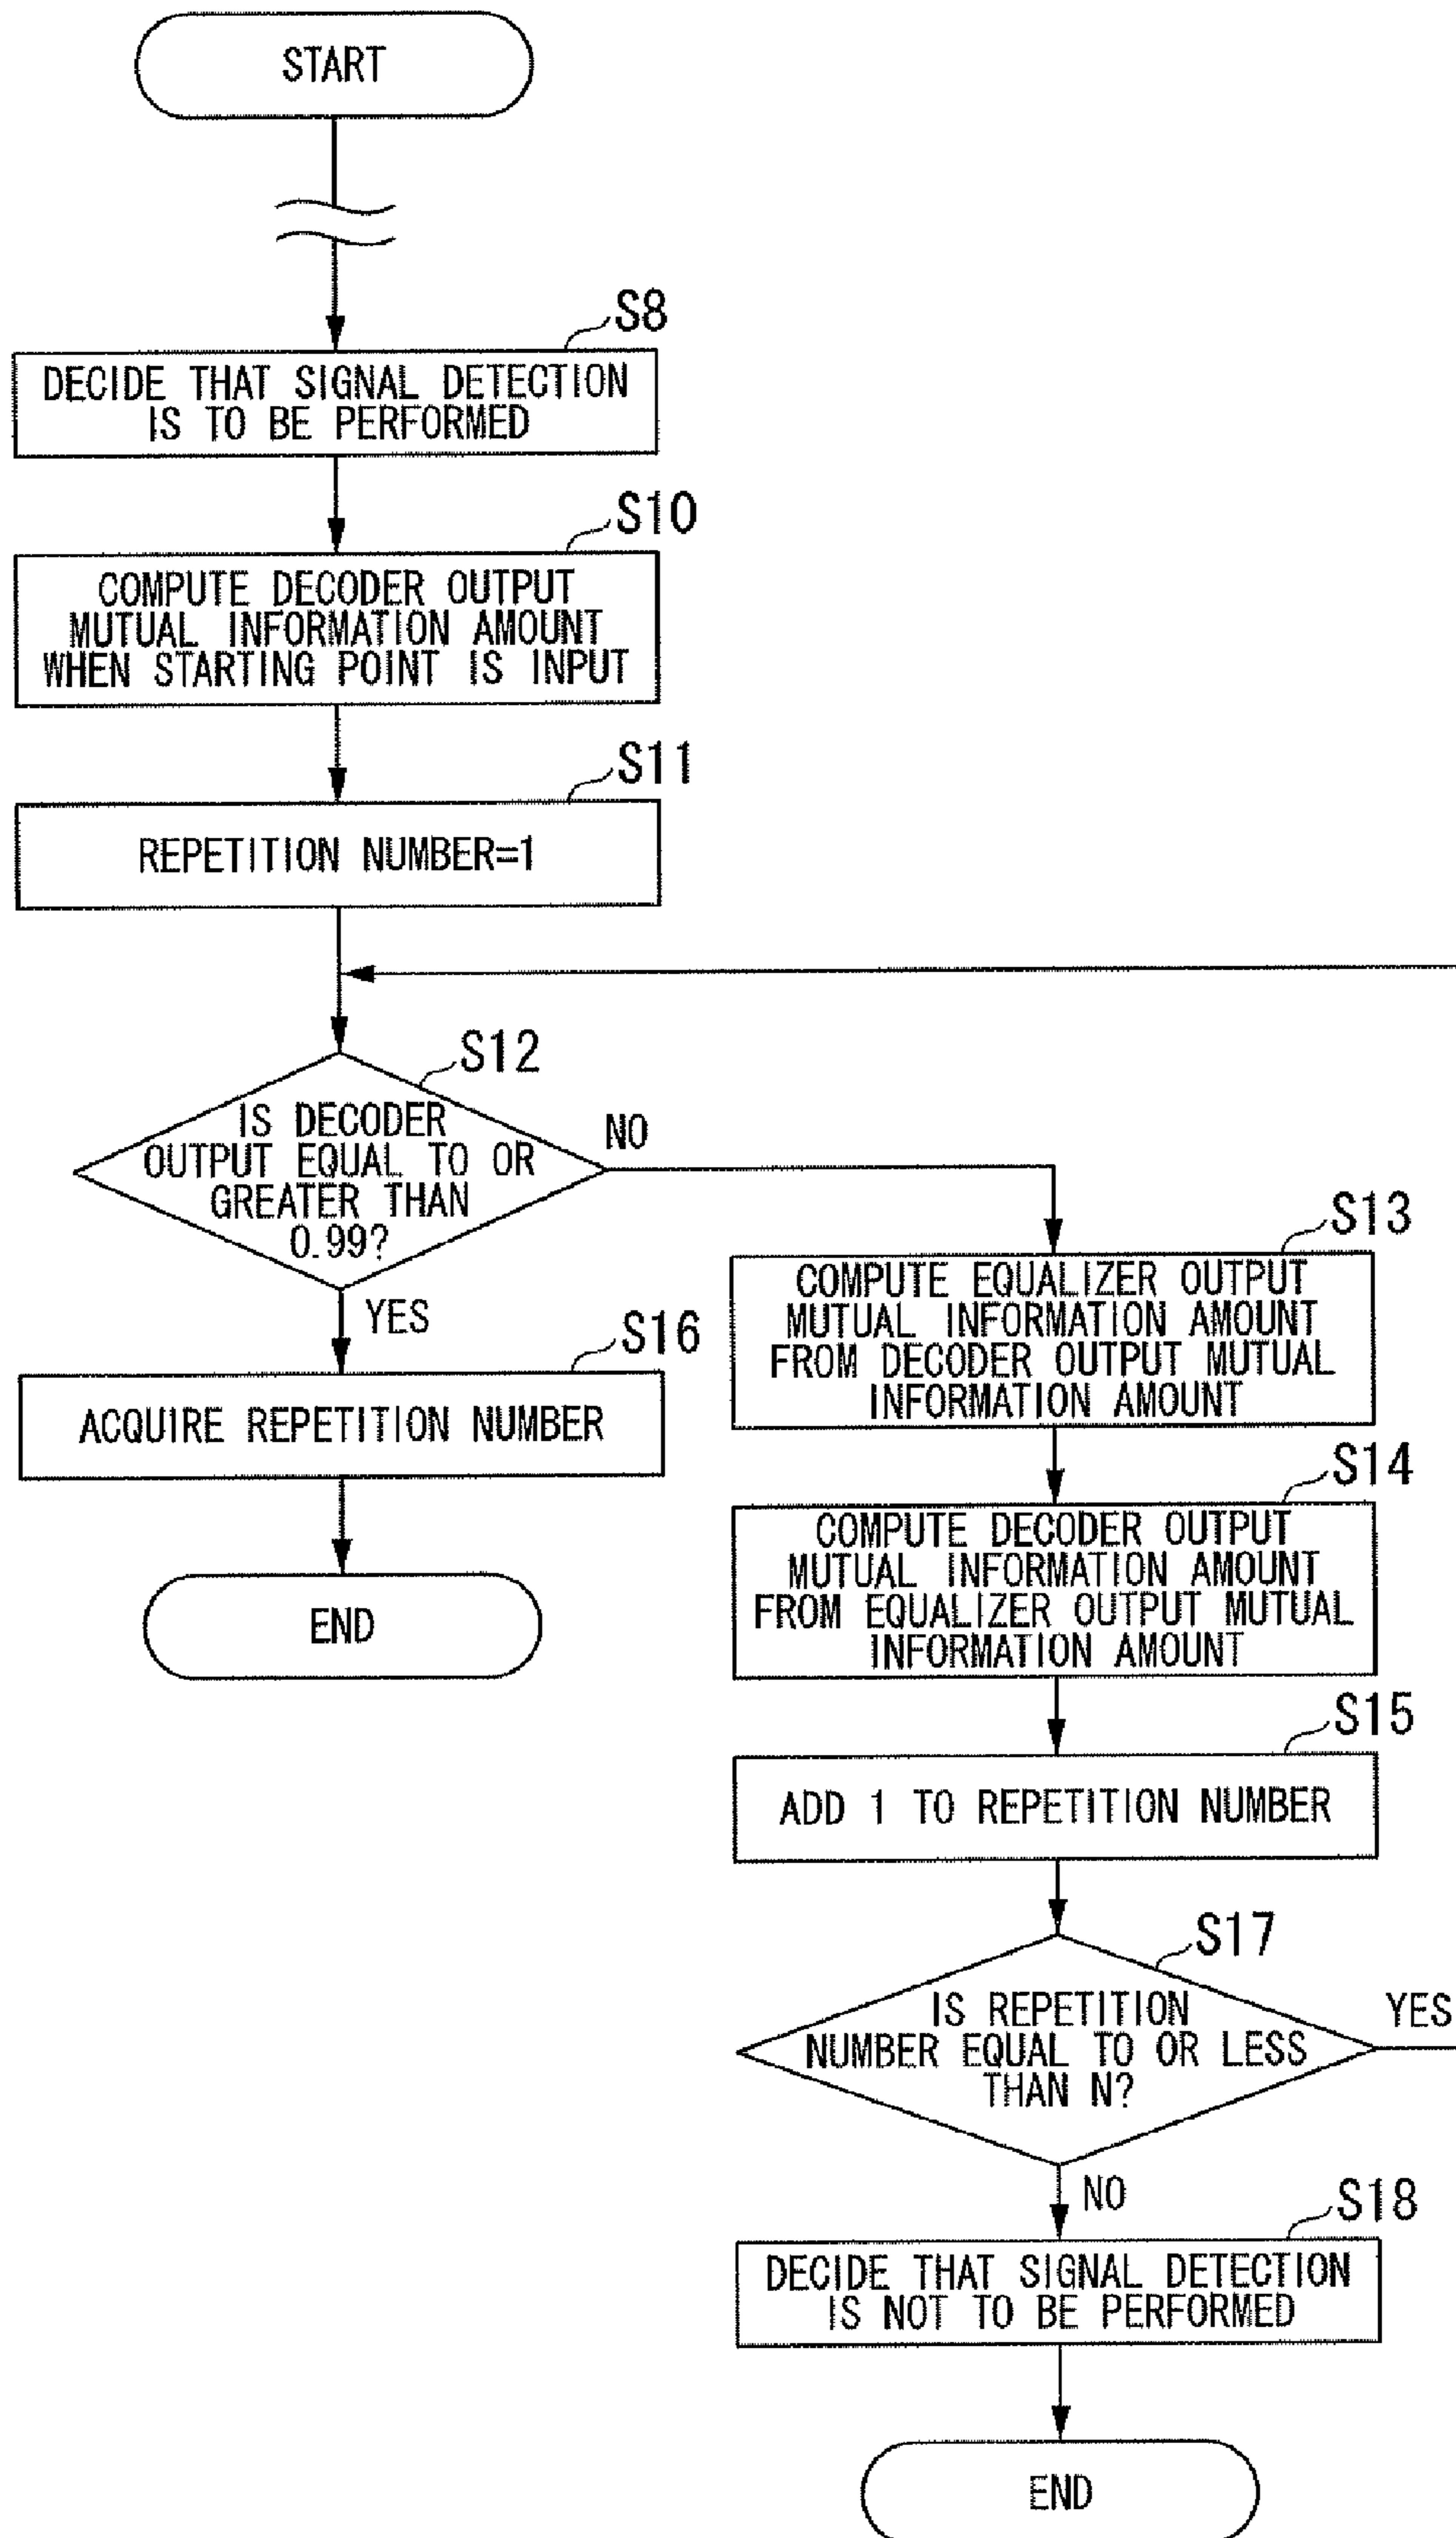 START
S8
DECIDE THAT SIGNAL DETECTION
IS TO BE PERFORMED
S10
COMPUTE DECODER OUTPUT
MUTUAL INFORMATION AMOUNT
WHEN STARTING POINT IS INPUT
S11
REPETITION NUMBER=1
S12
IS DECODER
OUTPUT EQUAL TO OR
GREATER THAN
0.99?
NO
YES
S16
ACQUIRE REPETITION NUMBER
END
S13
COMPUTE EQUALIZER OUTPUT
MUTUAL INFORMATION AMOUNT
FROM DECODER OUTPUT MUTUAL
INFORMATION AMOUNT
S14
COMPUTE DECODER OUTPUT
MUTUAL INFORMATION AMOUNT
FROM EQUALIZER OUTPUT MUTUAL
INFORMATION AMOUNT
S15
ADD 1 TO REPETITION NUMBER
S17
IS REPETITION
NUMBER EQUAL TO OR LESS
THAN N?
YES
NO
S18
DECIDE THAT SIGNAL DETECTION
IS NOT TO BE PERFORMED
END